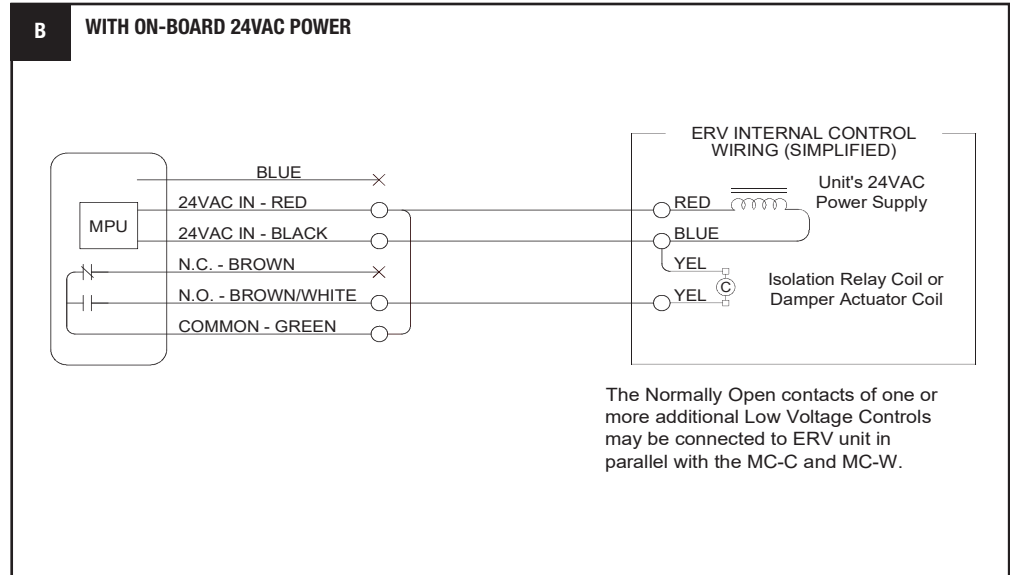 B
WITH ON-BOARD 24VAC POWER
MPU
BLUE
24VAC IN - RED
24VAC IN - BLACK
N.C. - BROWN
N.O. - BROWN/WHITE
COMMON - GREEN
ERV INTERNAL CONTROL
WIRING (SIMPLIFIED)
RED
Unit's 24VAC
Power Supply
BLUE
YEL
C
YEL
Isolation Relay Coil or
Damper Actuator Coil
The Normally Open contacts of one or
more additional Low Voltage Controls
may be connected to ERV unit in
parallel with the MC-C and MC-W.